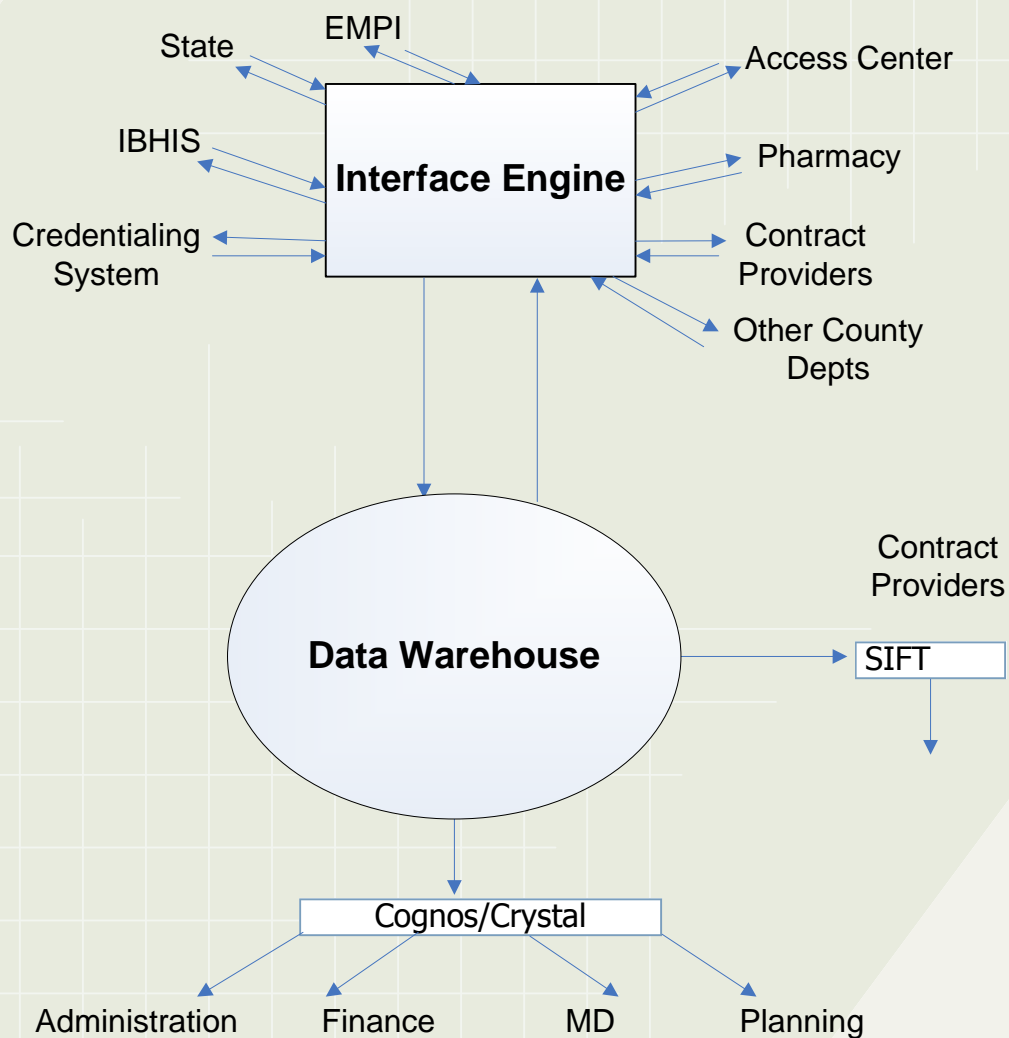 EMPI
State
Access Center
IBHIS
Pharmacy
Interface Engine
Credentialing
System
Contract
Providers
Other County
Depts
Contract
Providers
Data Warehouse
SIFT
Cognos/Crystal
Administration
Finance
MD
Planning